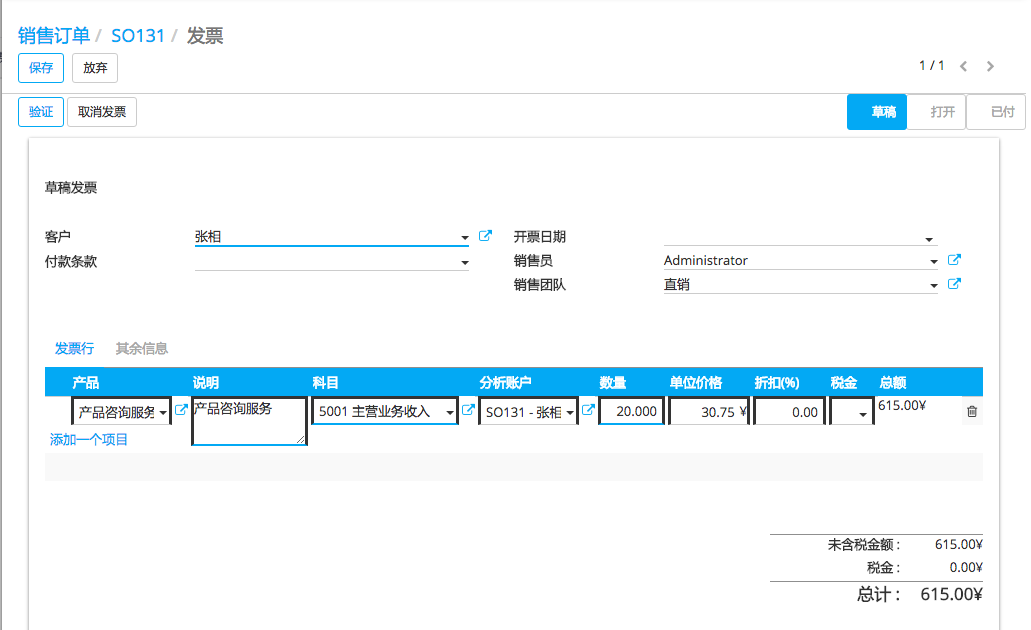 销售订单 / SO131 / 发票
保存 放弃 1 / 1
验证 取消发票 草稿 打开 已付
草稿发票
客户 张相 开票日期
付款条款 销售员 Administrator
销售团队 直销
发票行 其余信息
产品 说明 科目 分析账户 数量 单位价格 折扣(%) 税金 总额
产品咨询服务 产品咨询服务 5001 主营业务收入 SO131 - 张相 20.000 30.75 ¥ 0.00 615.00¥
添加一个项目
未含税金额 : 615.00¥
税金 : 0.00¥
总计 : 615.00¥